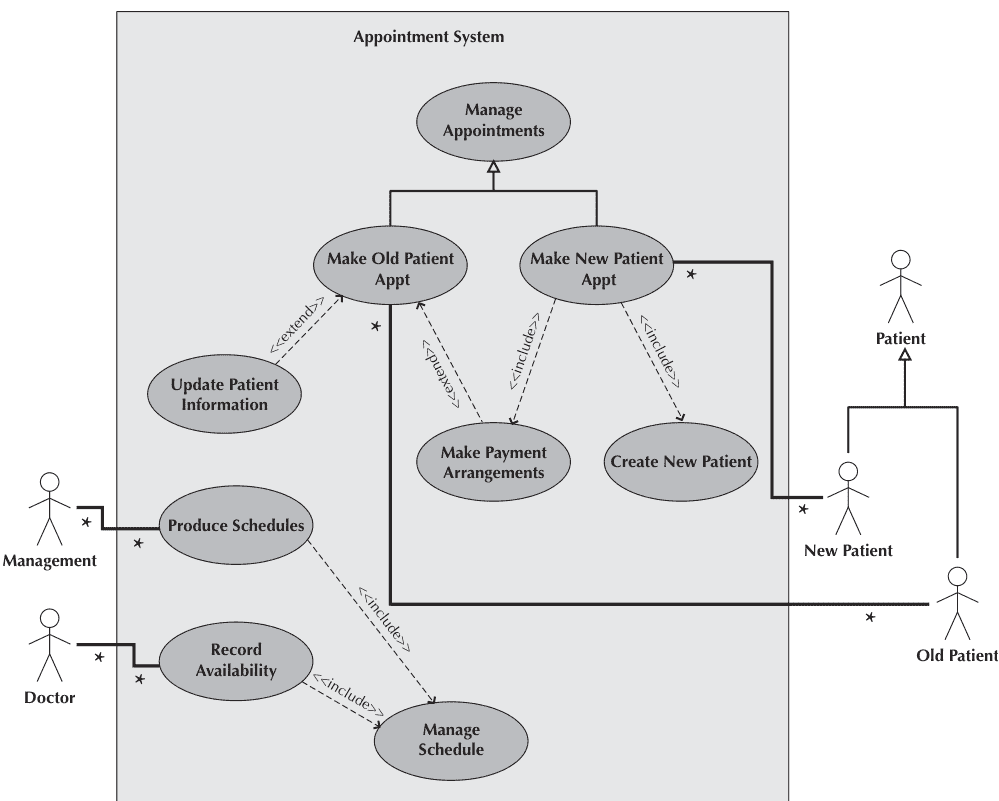 Appointment System
Manage
Appointments
Make Old Patient
Appt
Make New Patient
Appt
*
Patient
<<extend>>
*
<<extend>>
<<include>>
<<include>>
Update Patient
Information
Make Payment
Arrangements
Create New Patient
*
New Patient
Management
*
*
Produce Schedules
<<include>>
*
Old Patient
Doctor
*
*
Record
Availability
<<include>>
Manage
Schedule